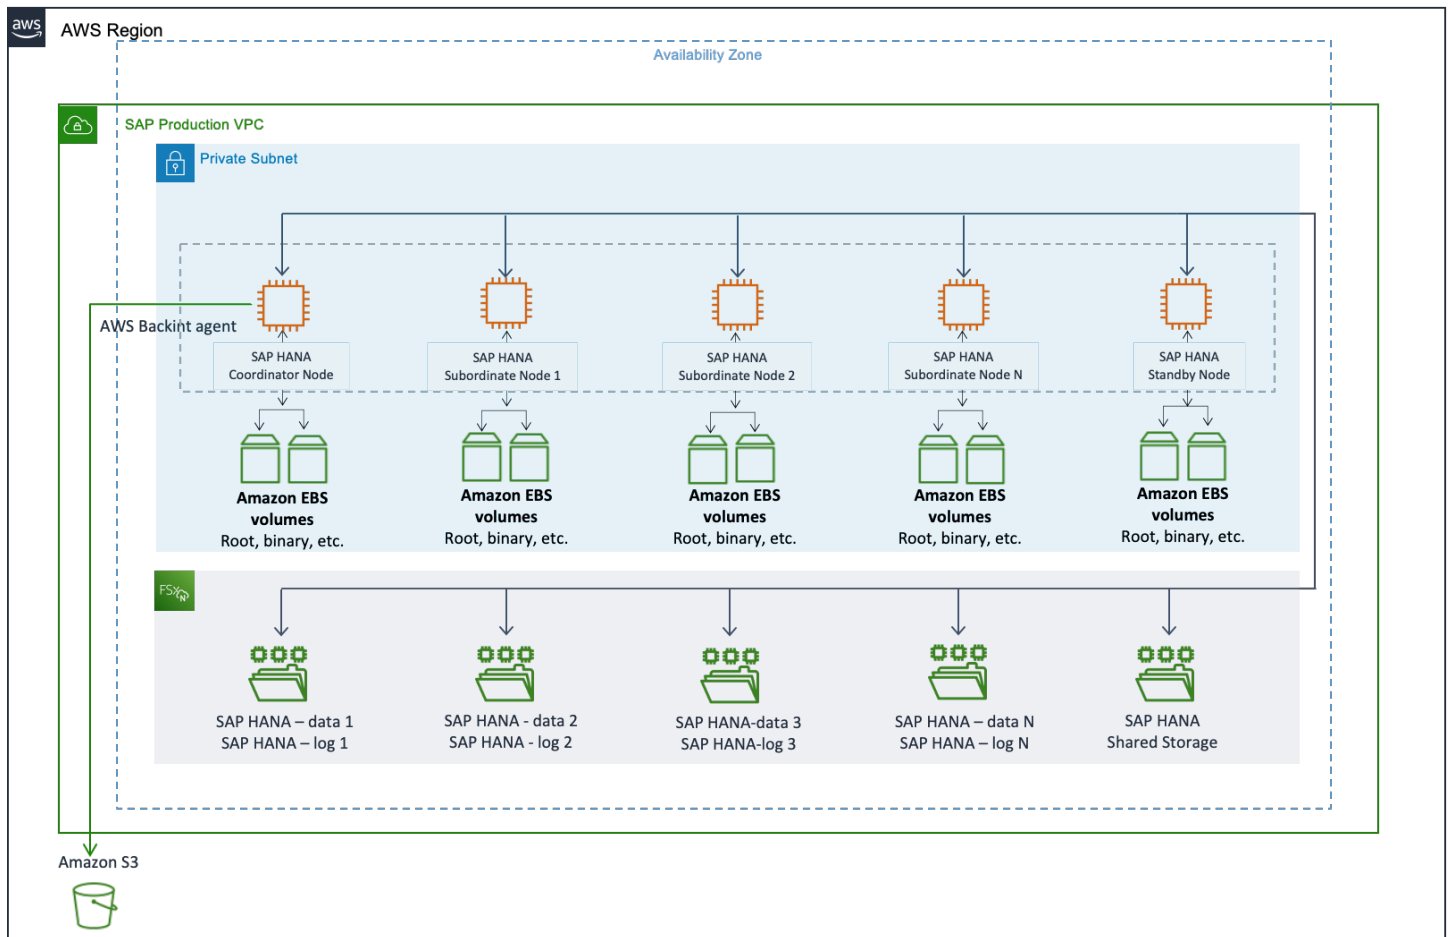 aws
AWS Region
Availability Zone
SAP Production VPC
Private Subnet
AWS Backint agent
SAP HANA
Coordinator Node
SAP HANA
Subordinate Node 1
SAP HANA
Subordinate Node 2
SAP HANA
Subordinate Node N
SAP HANA
Standby Node
Amazon EBS
volumes
Root, binary, etc.
Amazon EBS
volumes
Root, binary, etc.
Amazon EBS
volumes
Root, binary, etc.
Amazon EBS
volumes
Root, binary, etc.
Amazon EBS
volumes
Root, binary, etc.
FSx N
SAP HANA – data 1
SAP HANA – log 1
SAP HANA - data 2
SAP HANA - log 2
SAP HANA-data 3
SAP HANA-log 3
SAP HANA – data N
SAP HANA – log N
SAP HANA
Shared Storage
Amazon S3